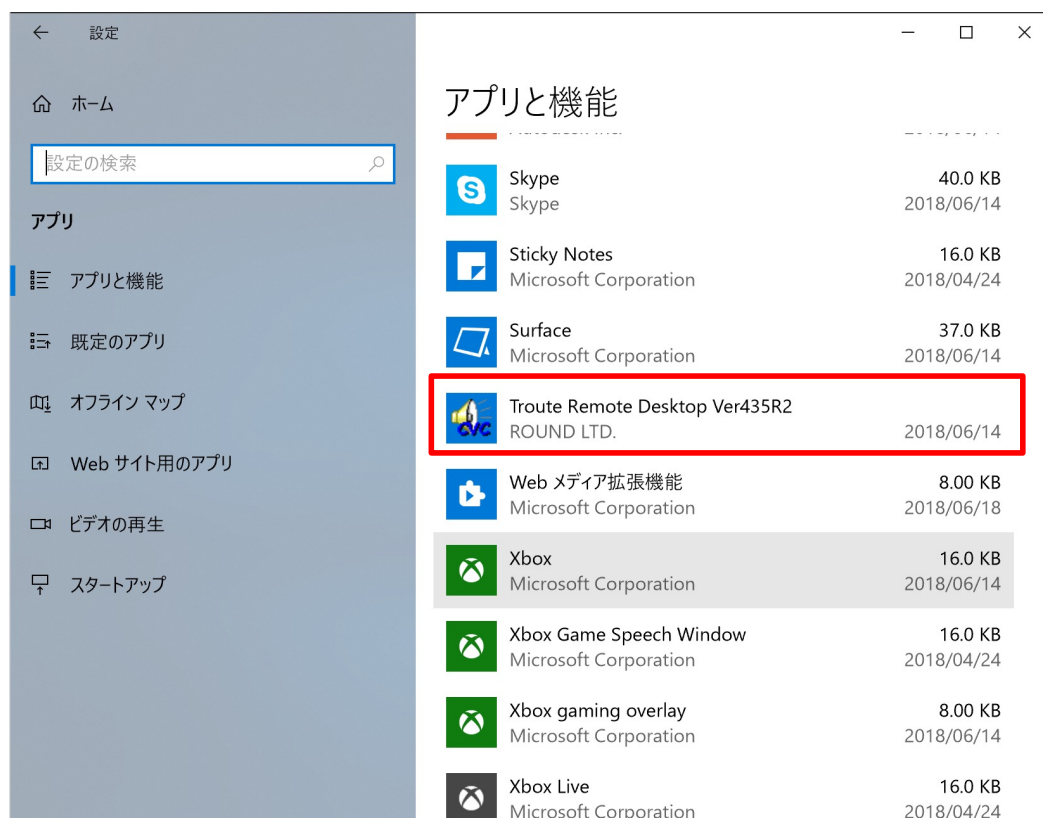 設定
ホーム
設定の検索
アプリ
アプリと機能
既定のアプリ
オフライン マップ
Web サイト用のアプリ
ビデオの再生
スタートアップ
アプリと機能
Skype 40.0 KB
Skype 2018/06/14
Sticky Notes 16.0 KB
Microsoft Corporation 2018/04/24
Surface 37.0 KB
Microsoft Corporation 2018/06/14
Troute Remote Desktop Ver435R2
ROUND LTD. 2018/06/14
CVC
Web メディア拡張機能 8.00 KB
Microsoft Corporation 2018/06/18
Xbox 16.0 KB
Microsoft Corporation 2018/06/14
Xbox Game Speech Window 16.0 KB
Microsoft Corporation 2018/04/24
Xbox gaming overlay 8.00 KB
Microsoft Corporation 2018/06/14
Xbox Live 16.0 KB
Microsoft Corporation 2018/04/24